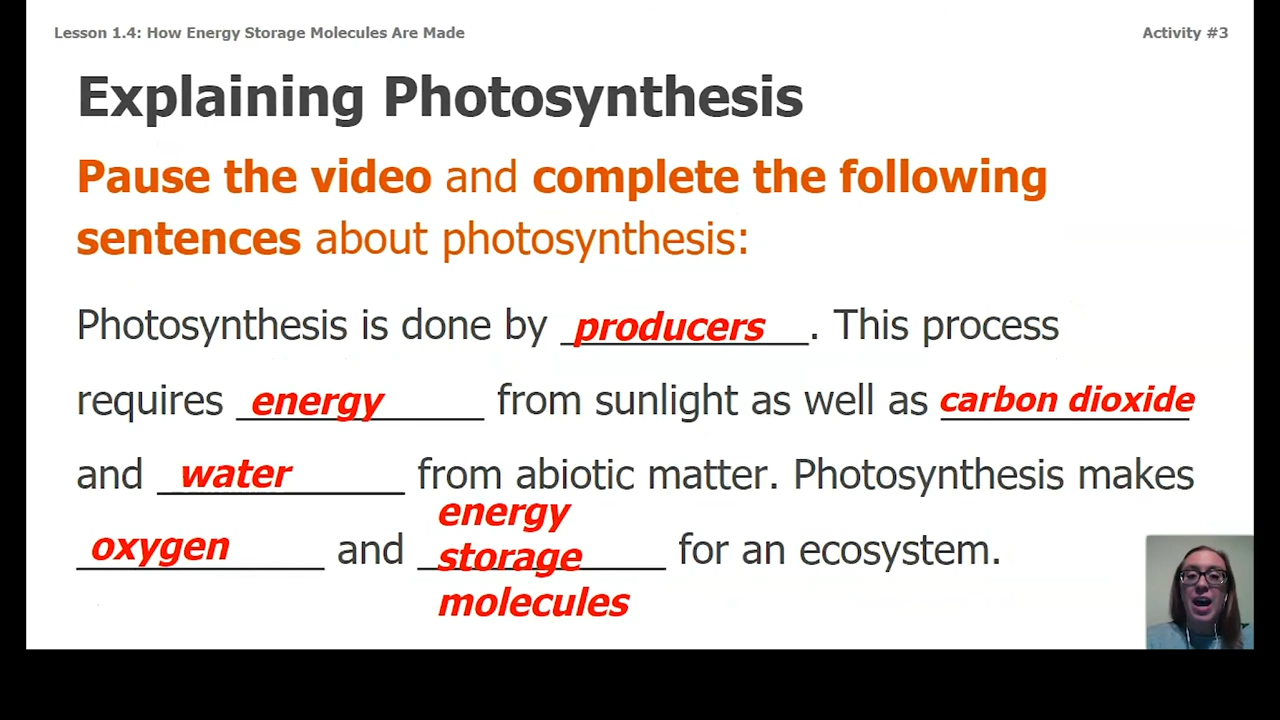 Lesson 1.4: How Energy Storage Molecules Are Made Activity #3
Explaining Photosynthesis
Pause the video and complete the following
sentences about photosynthesis:
Photosynthesis is done by producers. This process
requires energy from sunlight as well as carbon dioxide
and water from abiotic matter. Photosynthesis makes
oxygen and energy storage molecules for an ecosystem.